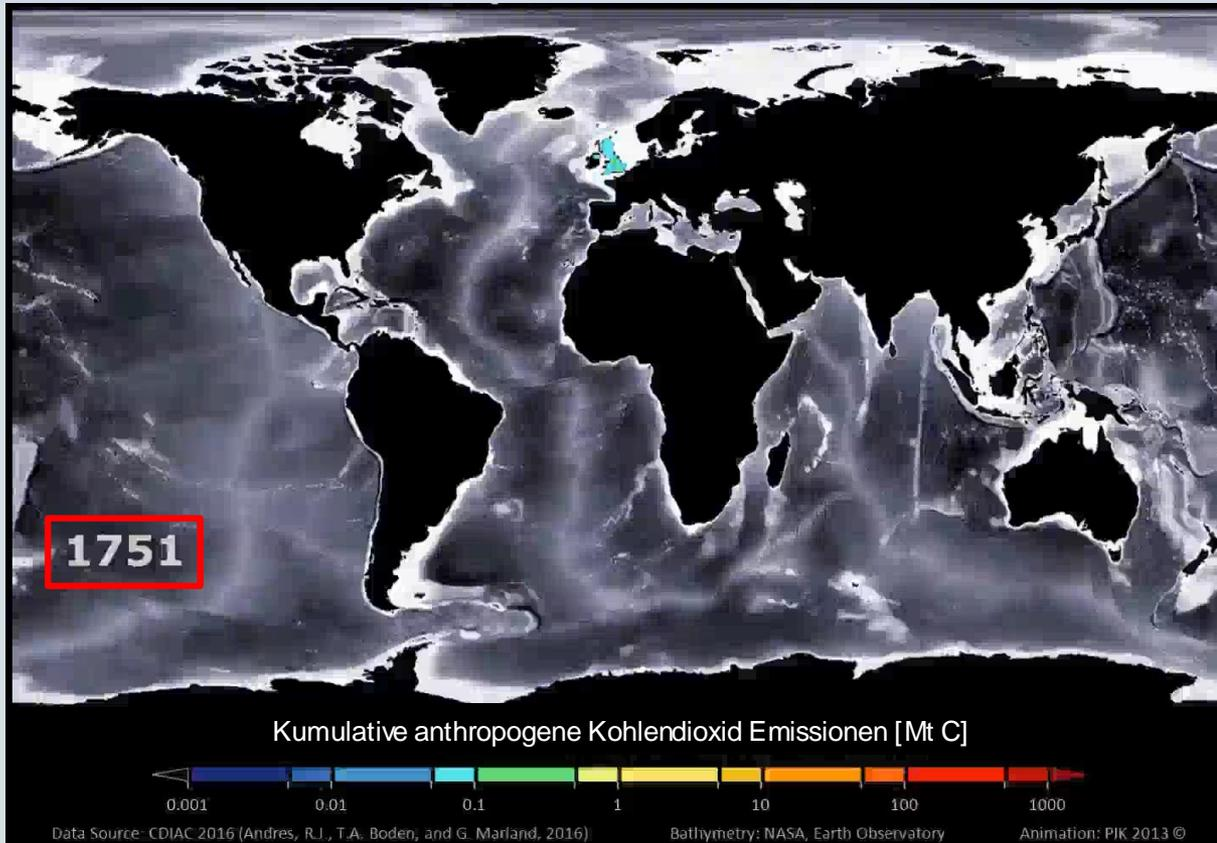 1751
Kumulative anthropogene Kohlendioxid Emissionen [Mt C]
0.001 0.01 0.1 1 10 100 1000
Data Source: CDIAC 2016 (Andres, R.J., T.A. Boden, and G. Marland, 2016) Bathymetry: NASA, Earth Observatory Animation: PIK 2013 ©